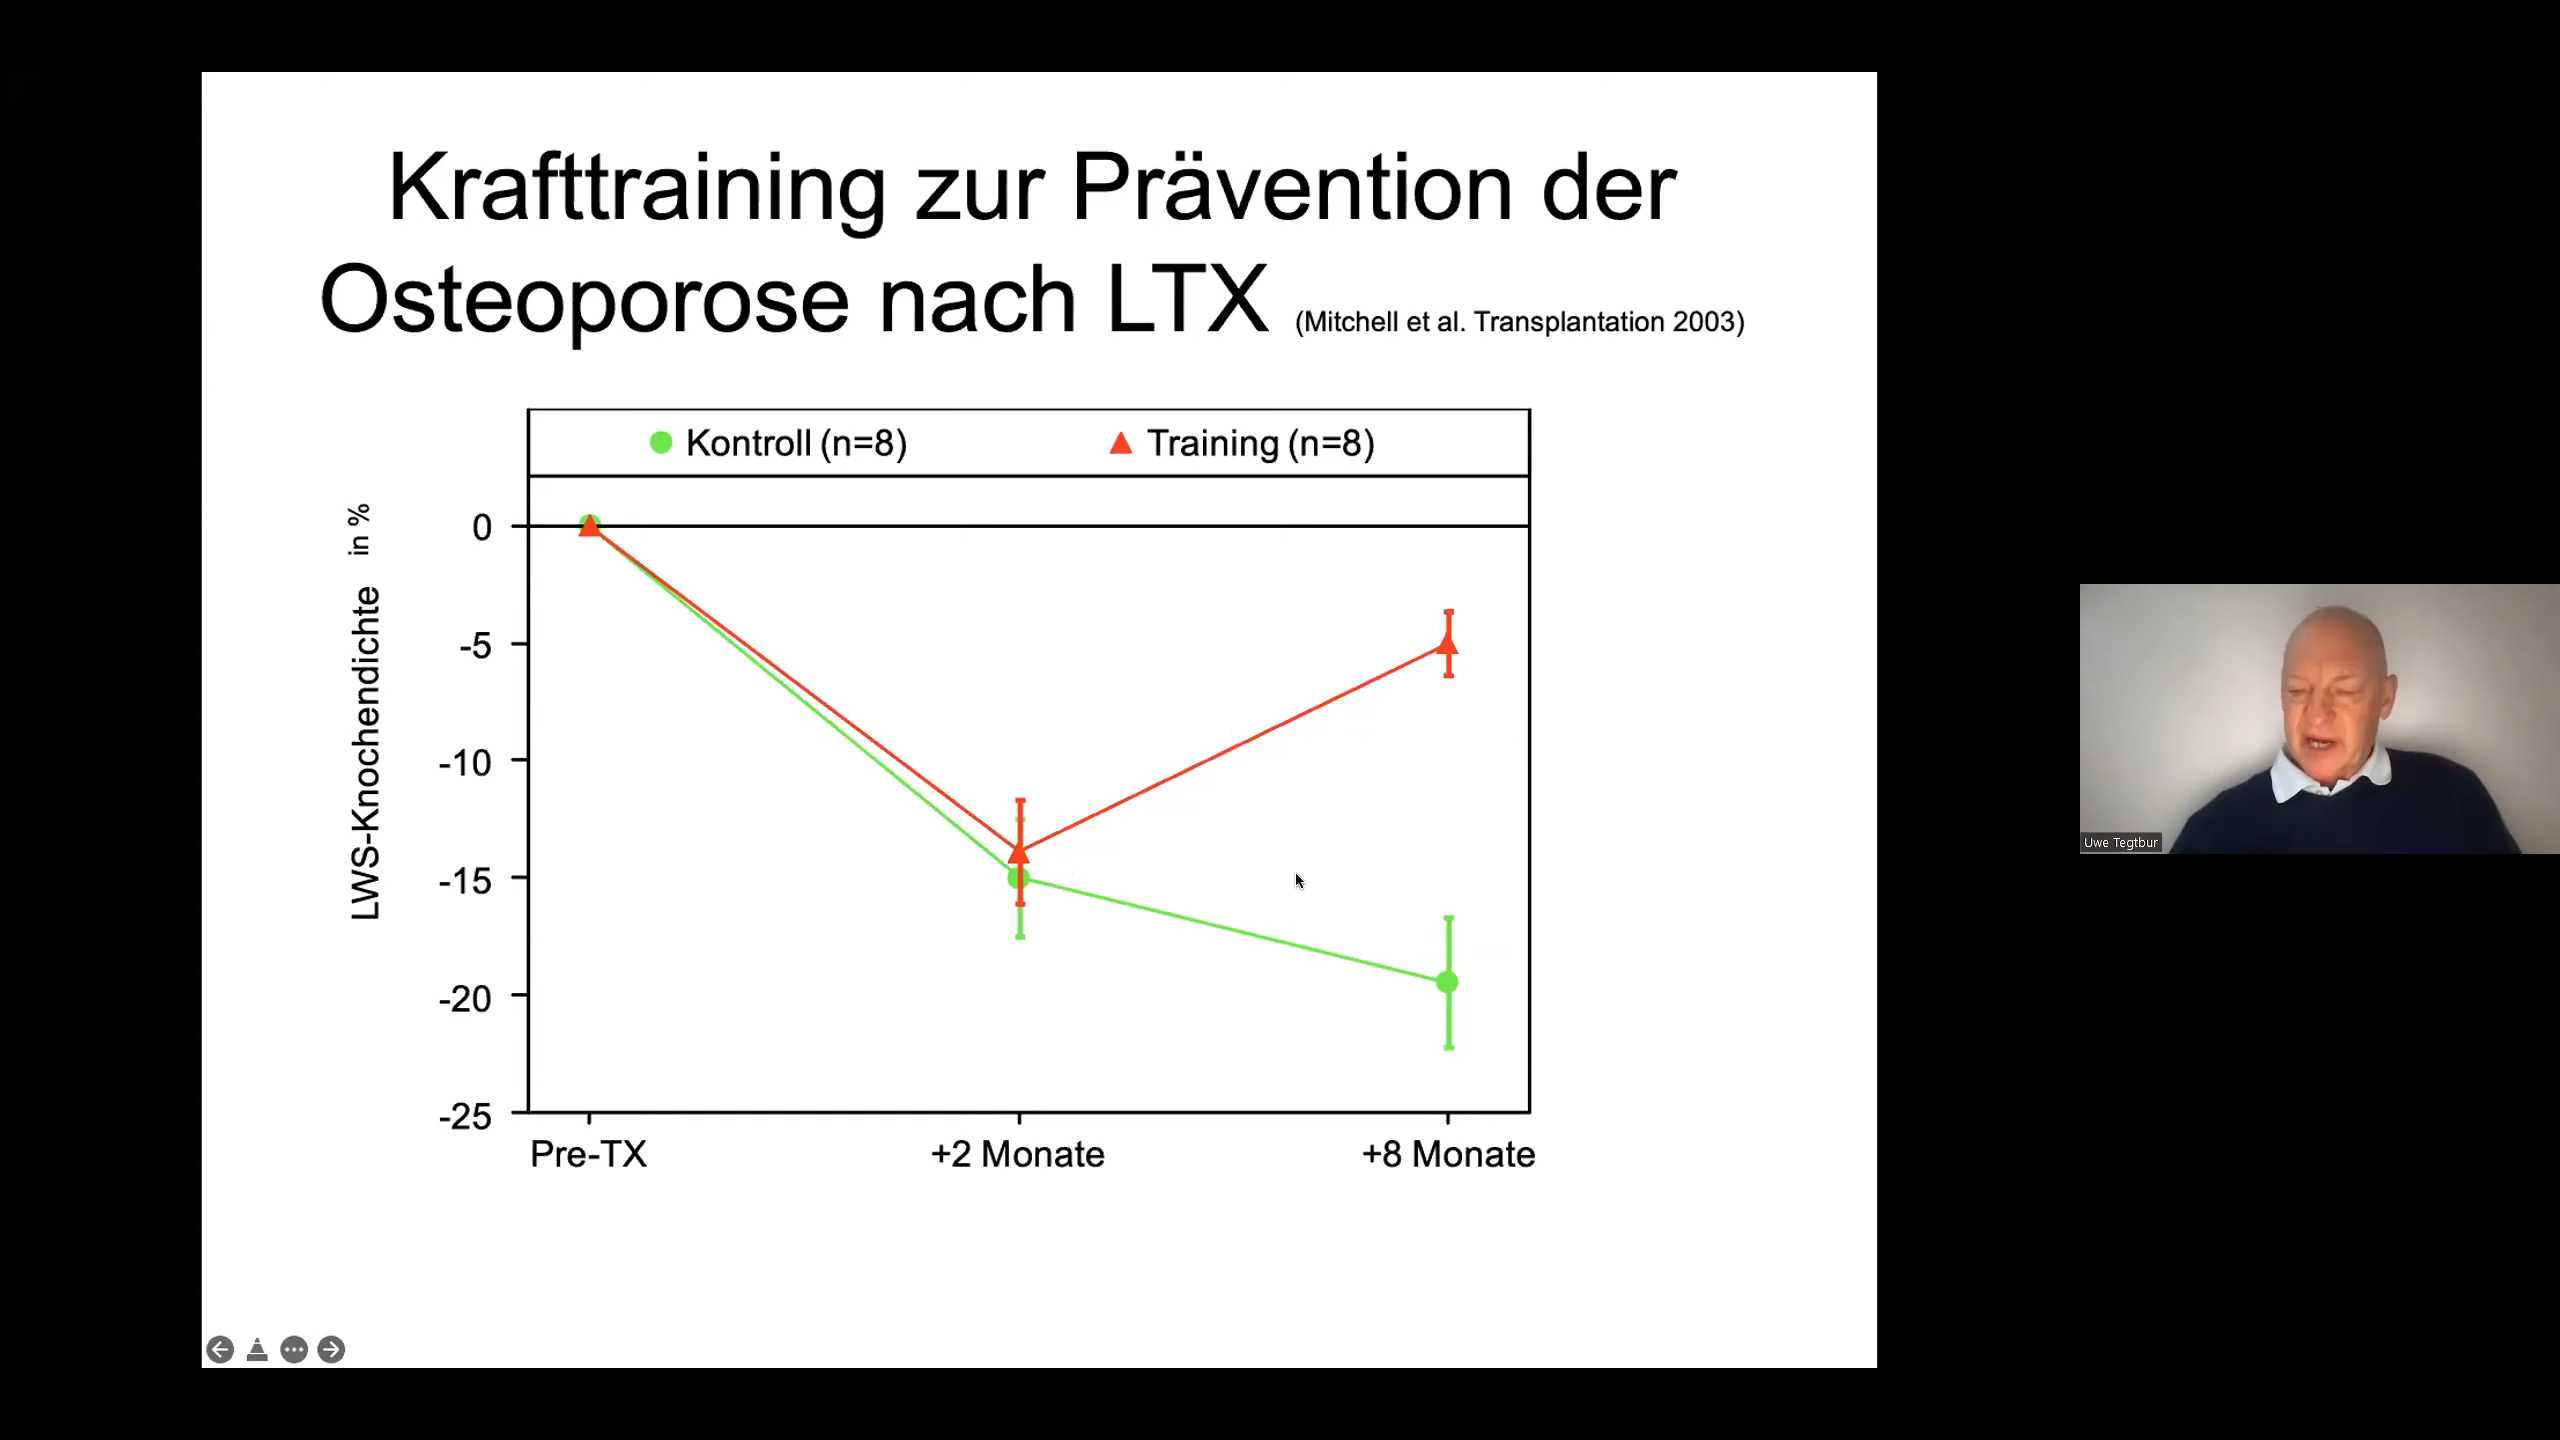 Krafttraining zur Prävention der
Osteoporose nach LTX (Mitchell et al. Transplantation 2003)
Kontroll (n=8)
Training (n=8)
LWS-Knochendichte in %
0
-5
-10
-15
-20
-25
Pre-TX
+2 Monate
+8 Monate
Uwe Tegtbur